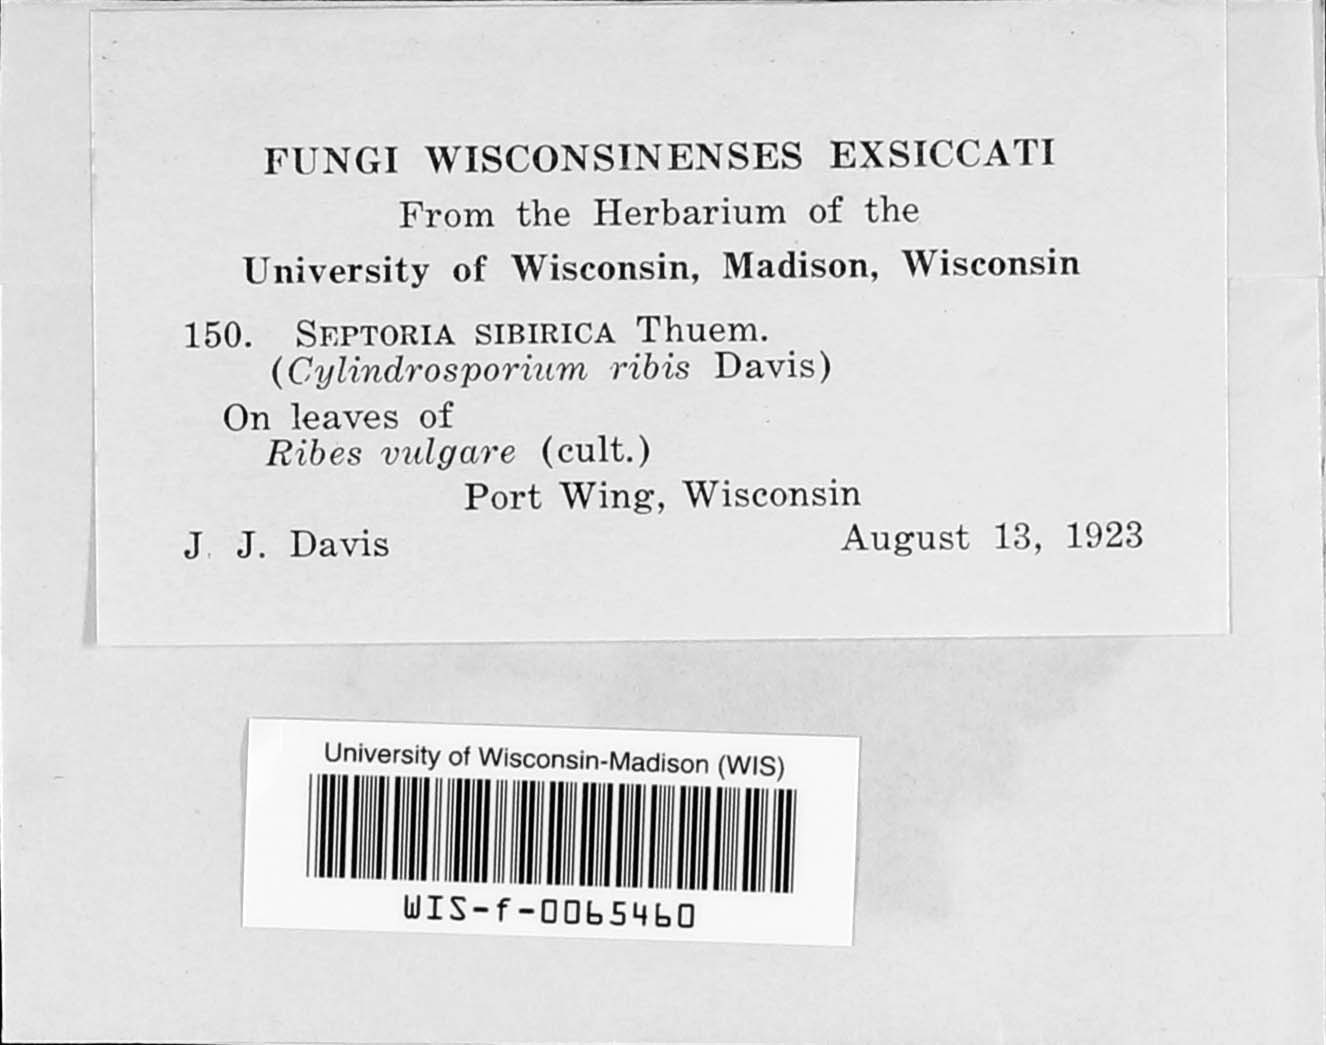 FUNGI WISCONSINENSES EXSICCATI
From the Herbarium of the
University of Wisconsin, Madison, Wisconsin
150. SEPTORIA SIBIRICA Thuem.
(Cylindrosporium ribis Davis)
On leaves of
Ribes vulgare (cult.)
Port Wing, Wisconsin
J. J. Davis August 13, 1923
University of Wisconsin-Madison (WIS)
WIS-f-0065460